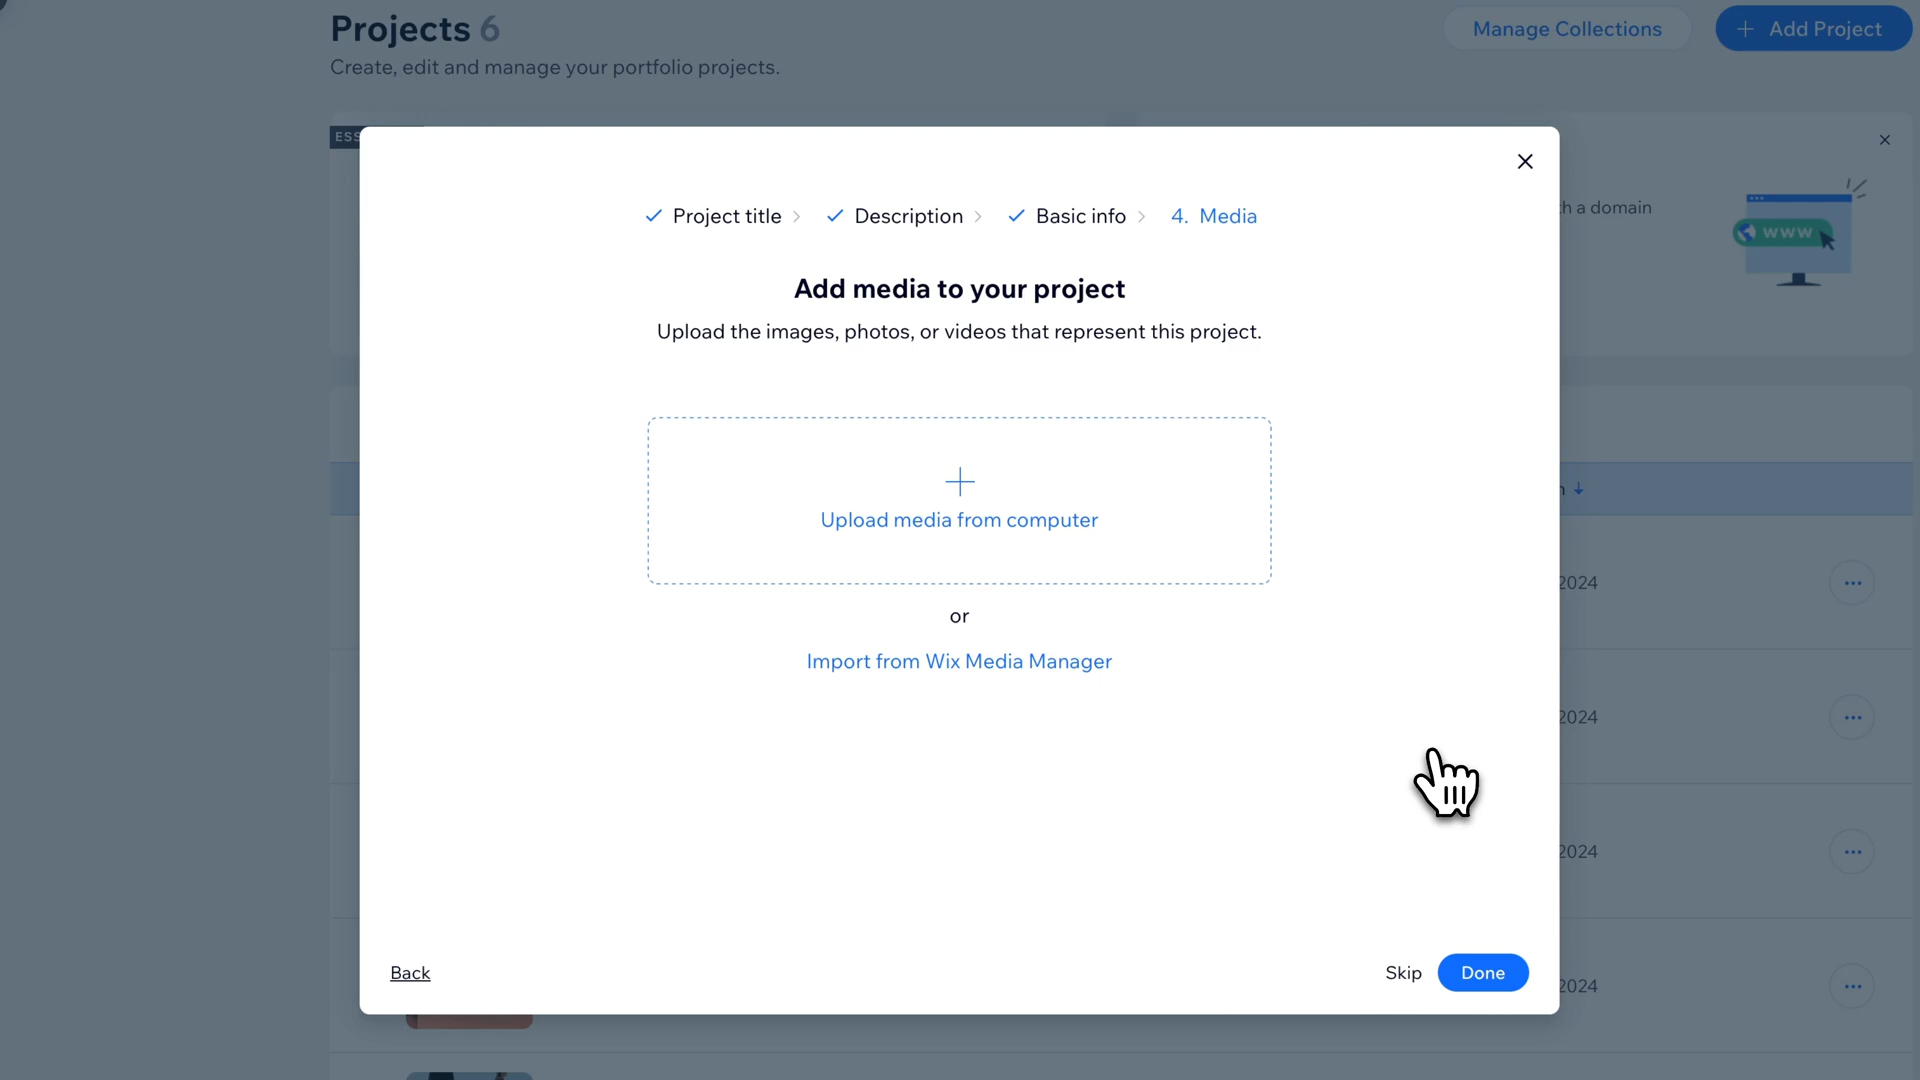 Projects 6
Manage Collections
+ Add Project
Create, edit and manage your portfolio projects.
ESS
Project title
Description
Basic info
4. Media
h a domain
www
Add media to your project
Upload the images, photos, or videos that represent this project.
Upload media from computer
or
Import from Wix Media Manager
2024
2024
2024
2024
Back
Skip
Done